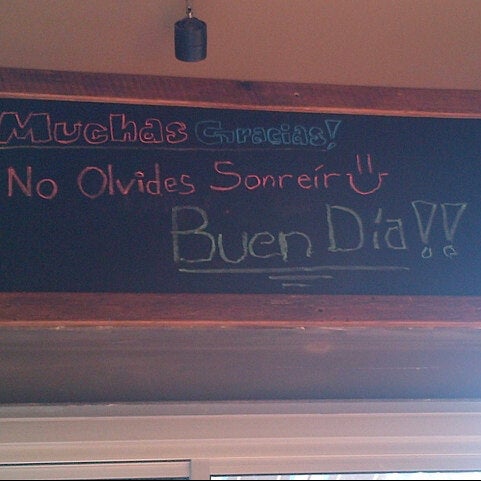 Muchas Gracias!
No Olvides Sonreír
Buen Día!!